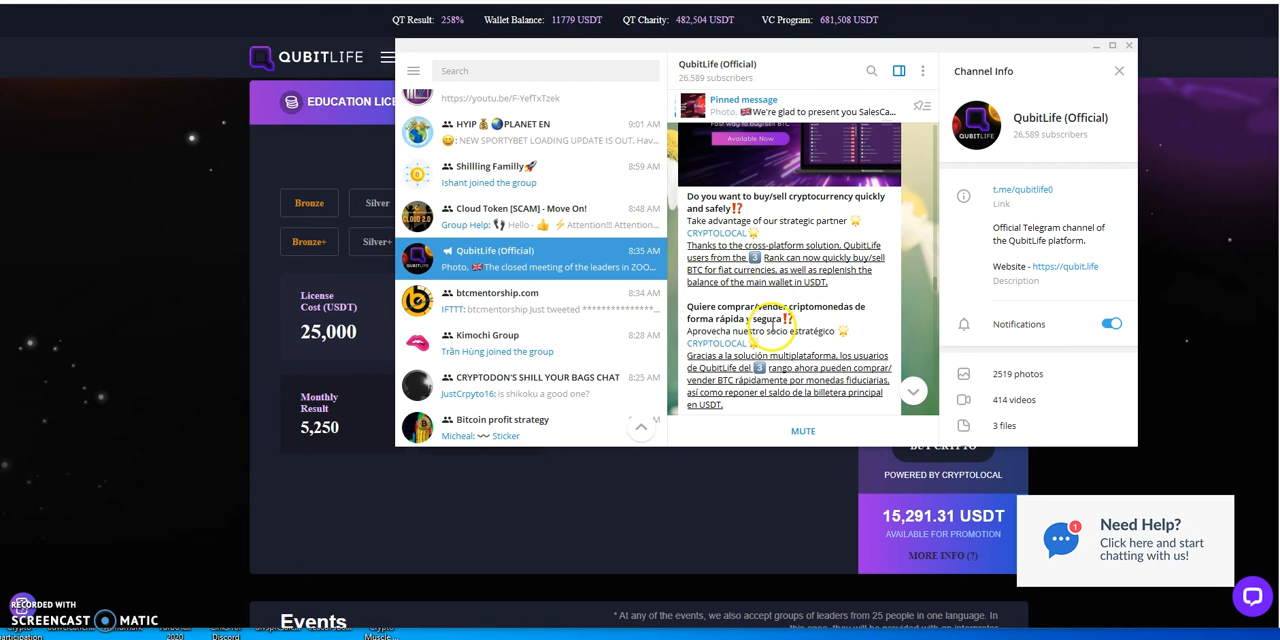 QT Result: 258% Wallet Balance: 11779 USDT QT Charity: 482,504 USDT VC Program: 681,508 USDT
QUBITLIFE
EDUCATION LICE
Bronze Silver
Bronze+ Silver+
License
Cost (USDT)
25,000
Monthly
Result
5,250
Search
https://youtu.be/F-YefTxTzek
HYIP 💰🌏PLANET EN 9:01 AM
😀: NEW SPORTYBET LOADING UPDATE IS OUT. Hav...
Shillling Familly🚀 8:59 AM
Ishant joined the group
Cloud Token [SCAM] - Move On! 8:48 AM
Group Help: 👣 Hello - 👍 ⚡Attention!!! Attention...
QubitLife (Official) 8:35 AM
Photo, 🇬🇧The closed meeting of the leaders in ZOO...
btcmentorship.com 8:34 AM
IFTTT: btcmentorship Just tweeted ***************...
Kimochi Group 8:28 AM
Trần Hùng joined the group
CRYPTODON'S SHILL YOUR BAGS CHAT 8:25 AM
JustCrpyto16: is shikoku a good one?
Bitcoin profit strategy
Micheal: 〰 Sticker
QubitLife (Official)
26,589 subscribers
Pinned message
Photo, 🇬🇧We're glad to present you SalesCa...
Available Now
Do you want to buy/sell cryptocurrency quickly
and safely⁉️
Take advantage of our strategic partner 🌟
CRYPTOLOCAL🌟
Thanks to the cross-platform solution, QubitLife
users from the 3️⃣ Rank can now quickly buy/sell
BTC for fiat currencies, as well as replenish the
balance of the main wallet in USDT.
Quiere comprar/vender criptomonedas de
forma rápida y segura⁉️
Aprovecha nuestro socio estratégico 🌟
CRYPTOLOCAL🌟
Gracias a la solución multiplataforma, los usuarios
de QubitLife del 3️⃣ rango ahora pueden comprar/
vender BTC rápidamente por monedas fiduciarias,
así como reponer el saldo de la billetera principal
en USDT.
MUTE
Channel Info
QubitLife (Official)
26,589 subscribers
t.me/qubitlife0
Link
Official Telegram channel of
the QubitLife platform.
Website - https://qubit.life
Description
Notifications
2519 photos
414 videos
3 files
BUY CRYPTO
POWERED BY CRYPTOLOCAL
15,291.31 USDT
AVAILABLE FOR PROMOTION
MORE INFO (?)
1
Need Help?
Click here and start
chatting with us!
Events
* At any of the events, we also accept groups of leaders from 25 people in one language. In
RECORDED WITH
SCREENCAST MATIC
2020 Discord Muscle...